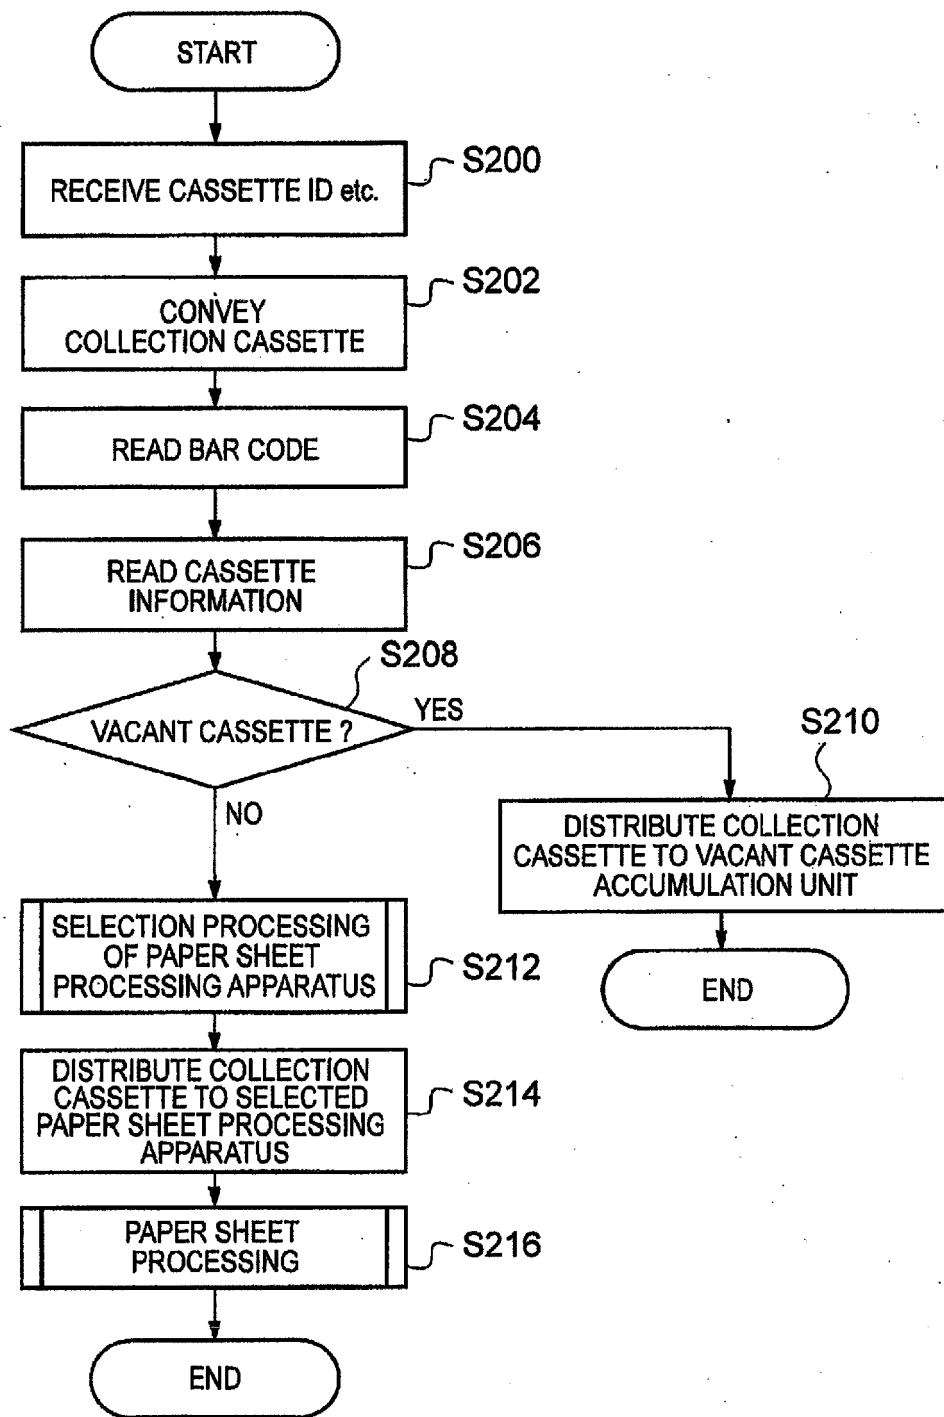 START
RECEIVE CASSETTE ID etc.
S200
CONVEY
COLLECTION CASSETTE
S202
READ BAR CODE
S204
READ CASSETTE
INFORMATION
S206
VACANT CASSETTE ?
S208
YES
NO
DISTRIBUTE COLLECTION
CASSETTE TO VACANT CASSETTE
ACCUMULATION UNIT
S210
END
SELECTION PROCESSING
OF PAPER SHEET
PROCESSING APPARATUS
S212
DISTRIBUTE COLLECTION
CASSETTE TO SELECTED
PAPER SHEET PROCESSING
APPARATUS
S214
PAPER SHEET
PROCESSING
S216
END